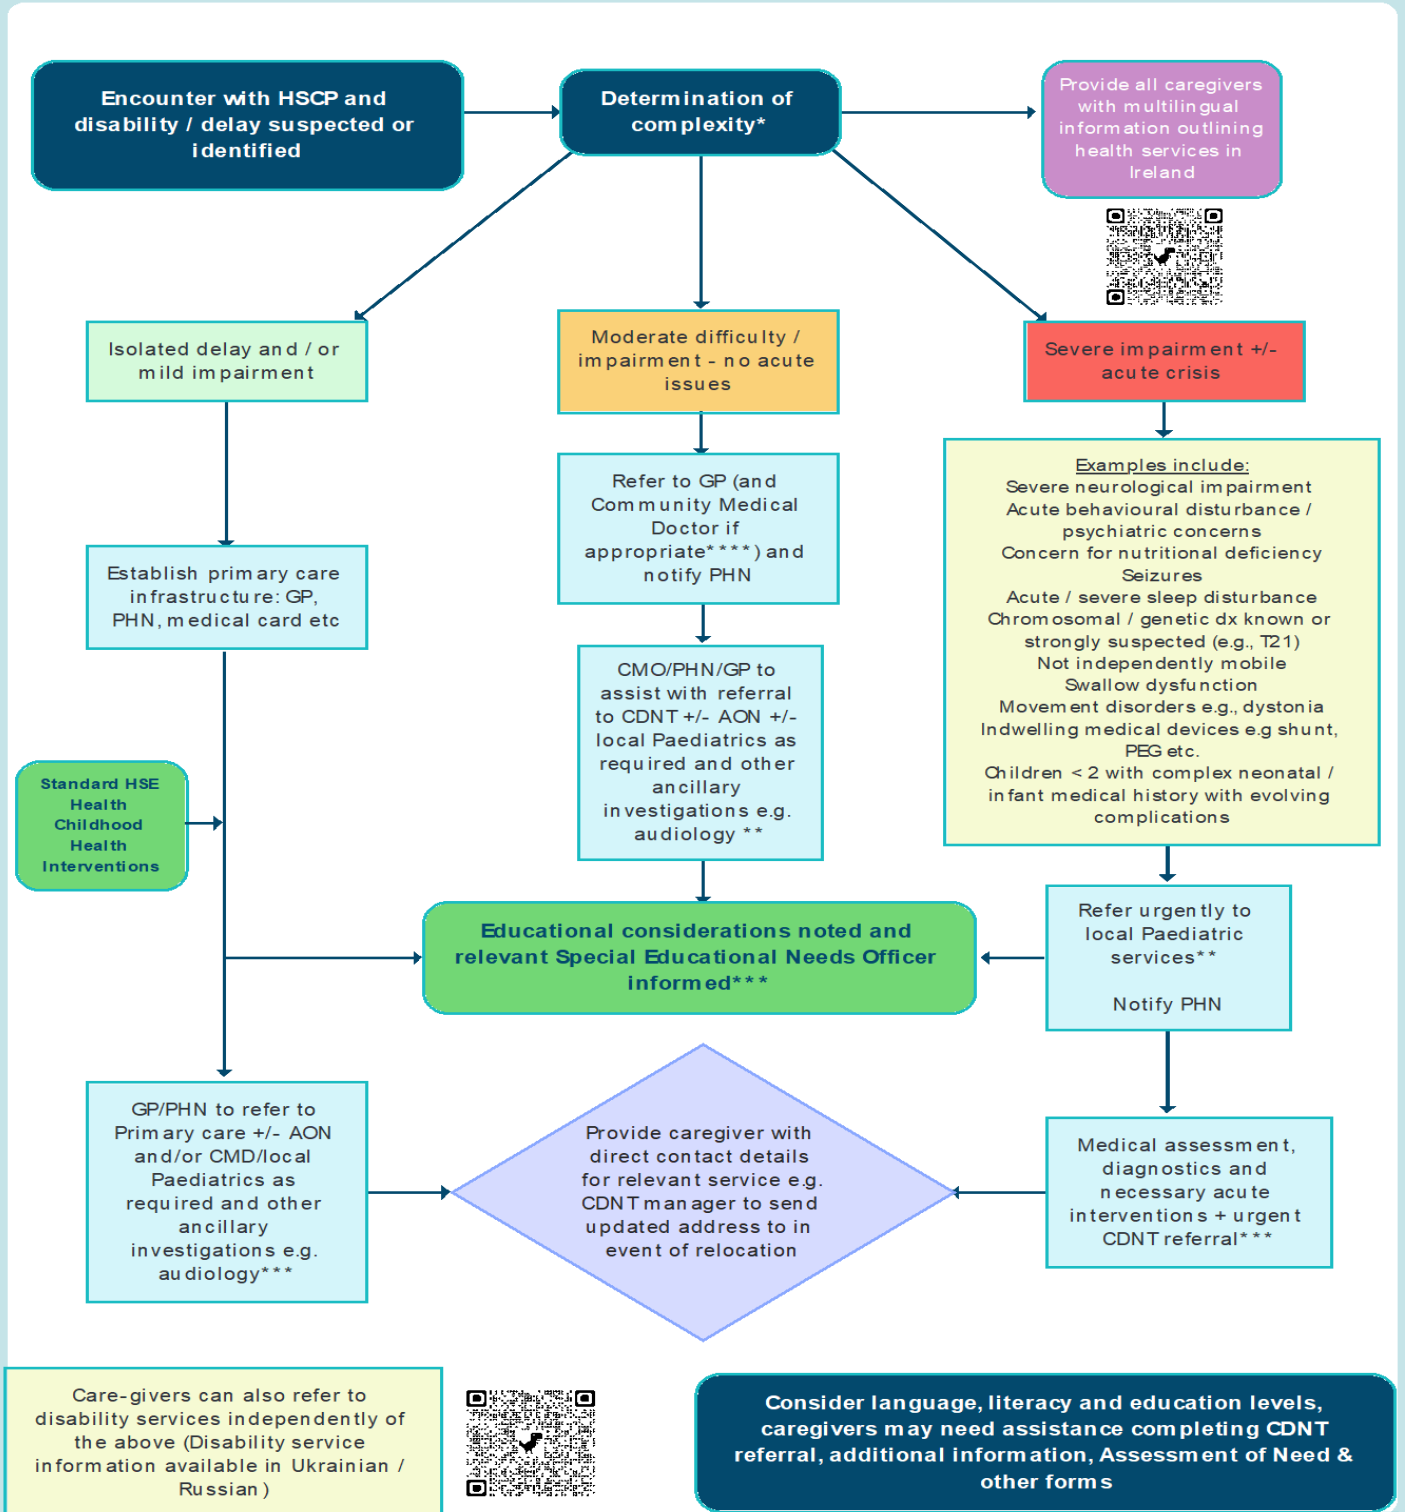 Encounter with HSCP and
disability / delay suspected or
identified
Determination of
complexity*
Provide all caregivers
with multilingual
information outlining
health services in
Ireland
Isolated delay and / or
mild impairment
Moderate difficulty /
impairment - no acute
issues
Severe impairment +/-
acute crisis
Establish primary care
infrastructure: GP,
PHN, medical card etc
Refer to GP (and
Community Medical
Doctor if
appropriate****) and
notify PHN
Examples include:
Severe neurological impairment
Acute behavioural disturbance /
psychiatric concerns
Concern for nutritional deficiency
Seizures
Acute / severe sleep disturbance
Chromosomal / genetic dx known or
strongly suspected (e.g., T21)
Not independently mobile
Swallow dysfunction
Movement disorders e.g., dystonia
Indwelling medical devices e.g shunt,
PEG etc.
Children < 2 with complex neonatal /
infant medical history with evolving
complications
CMO/PHN/GP to
assist with referral
to CDNT +/- AON +/-
local Paediatrics as
required and other
ancillary
investigations e.g.
audiology **
Standard HSE
Health
Childhood
Health
Interventions
Educational considerations noted and
relevant Special Educational Needs Officer
informed***
Refer urgently to
local Paediatric
services**
Notify PHN
GP/PHN to refer to
Primary care +/- AON
and/or CMD/local
Paediatrics as
required and other
ancillary
investigations e.g.
audiology***
Provide caregiver with
direct contact details
for relevant service e.g.
CDNT manager to send
updated address to in
event of relocation
Medical assessment,
diagnostics and
necessary acute
interventions + urgent
CDNT referral***
Care-givers can also refer to
disability services independently of
the above (Disability service
information available in Ukrainian /
Russian)
Consider language, literacy and education levels,
caregivers may need assistance completing CDNT
referral, additional information, Assessment of Need &
other forms